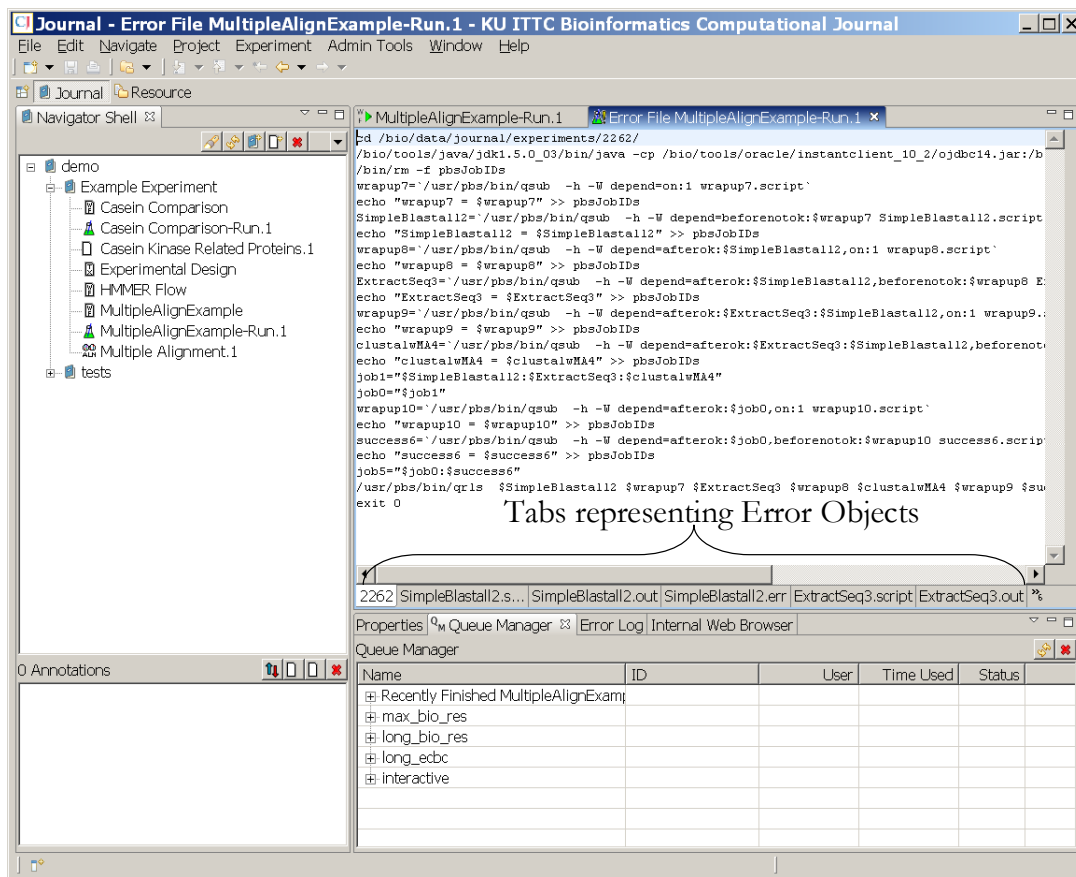 Journal - Error File MultipleAlignExample-Run.1 - KU ITTC Bioinformatics Computational Journal
File Edit Navigate Project Experiment Admin Tools Window Help
Journal Resource
Navigator Shell
demo
Example Experiment
Casein Comparison
Casein Comparison-Run.1
Casein Kinase Related Proteins.1
Experimental Design
HMMER Flow
MultipleAlignExample
MultipleAlignExample-Run.1
Multiple Alignment.1
tests
0 Annotations
MultipleAlignExample-Run.1 Error File MultipleAlignExample-Run.1
cd /bio/data/journal/experiments/2262/
/bio/tools/java/jdk1.5.0_03/bin/java -cp /bio/tools/oracle/instantclient_10_2/ojdbc14.jar:/b
/bin/rm -f pbsJobIDs
wrapup7=`/usr/pbs/bin/qsub -h -W depend=on:1 wrapup7.script`
echo "wrapup7 = $wrapup7" >> pbsJobIDs
SimpleBlastall2=`/usr/pbs/bin/qsub -h -W depend=beforenotok:$wrapup7 SimpleBlastall2.script
echo "SimpleBlastall2 = $SimpleBlastall2" >> pbsJobIDs
wrapup8=`/usr/pbs/bin/qsub -h -W depend=afterok:$SimpleBlastall2,on:1 wrapup8.script`
echo "wrapup8 = $wrapup8" >> pbsJobIDs
ExtractSeq3=`/usr/pbs/bin/qsub -h -W depend=afterok:$SimpleBlastall2,beforenotok:$wrapup8 E
echo "ExtractSeq3 = $ExtractSeq3" >> pbsJobIDs
wrapup9=`/usr/pbs/bin/qsub -h -W depend=afterok:$ExtractSeq3:$SimpleBlastall2,on:1 wrapup9.
echo "wrapup9 = $wrapup9" >> pbsJobIDs
clustalwMA4=`/usr/pbs/bin/qsub -h -W depend=afterok:$ExtractSeq3:$SimpleBlastall2,beforenot
echo "clustalwMA4 = $clustalwMA4" >> pbsJobIDs
job1="$SimpleBlastall2:$ExtractSeq3:$clustalwMA4"
job0="$job1"
wrapup10=`/usr/pbs/bin/qsub -h -W depend=afterok:$job0,on:1 wrapup10.script`
echo "wrapup10 = $wrapup10" >> pbsJobIDs
success6=`/usr/pbs/bin/qsub -h -W depend=afterok:$job0,beforenotok:$wrapup10 success6.scrip
echo "success6 = $success6" >> pbsJobIDs
job5="$job0:$success6"
/usr/pbs/bin/qrls $SimpleBlastall2 $wrapup7 $ExtractSeq3 $wrapup8 $clustalwMA4 $wrapup9 $su
exit 0
Tabs representing Error Objects
2262 SimpleBlastall2.s... SimpleBlastall2.out SimpleBlastall2.err ExtractSeq3.script ExtractSeq3.out »6
Properties Queue Manager Error Log Internal Web Browser
Queue Manager
Name ID User Time Used Status
Recently Finished MultipleAlignExamp
max_bio_res
long_bio_res
long_ecbc
interactive